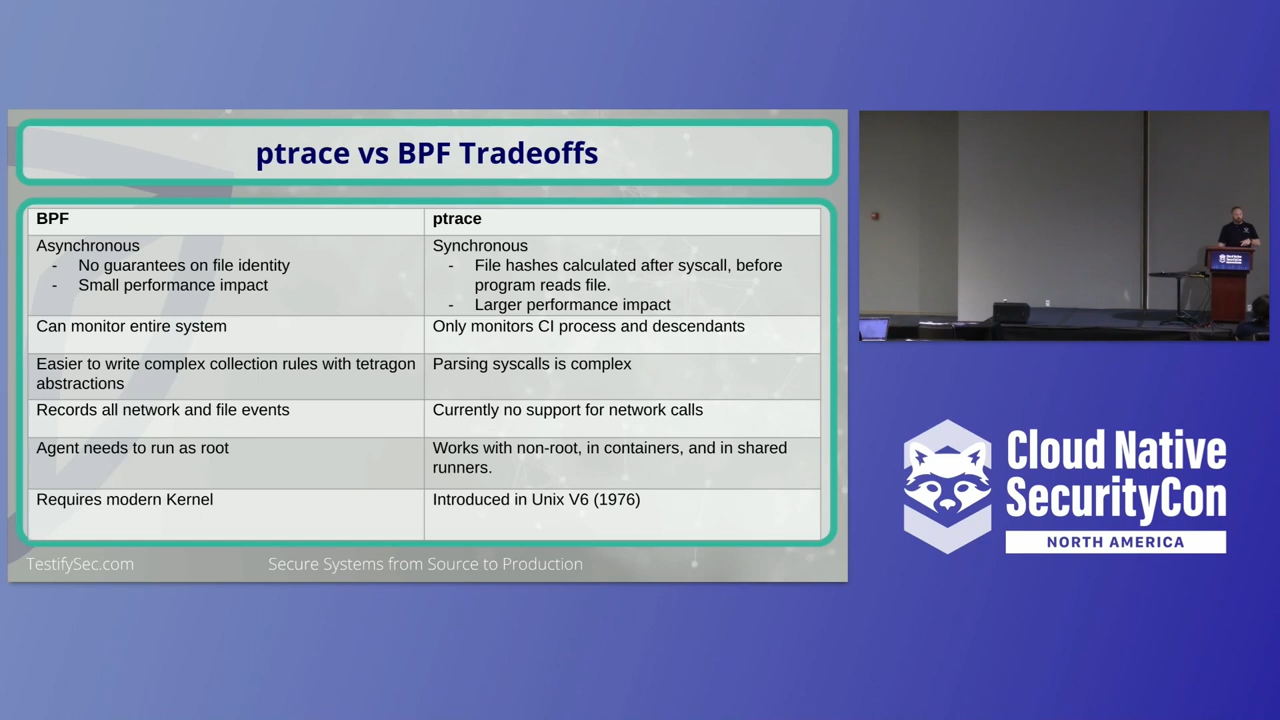 ptrace vs BPF Tradeoffs
BPF
ptrace
Asynchronous
- No guarantees on file identity
- Small performance impact
Synchronous
- File hashes calculated after syscall, before
program reads file.
- Larger performance impact
Can monitor entire system
Only monitors CI process and descendants
Easier to write complex collection rules with tetragon
abstractions
Parsing syscalls is complex
Records all network and file events
Currently no support for network calls
Agent needs to run as root
Works with non-root, in containers, and in shared
runners.
Requires modern Kernel
Introduced in Unix V6 (1976)
TestifySec.com
Secure Systems from Source to Production
Cloud Native
SecurityCon
NORTH AMERICA